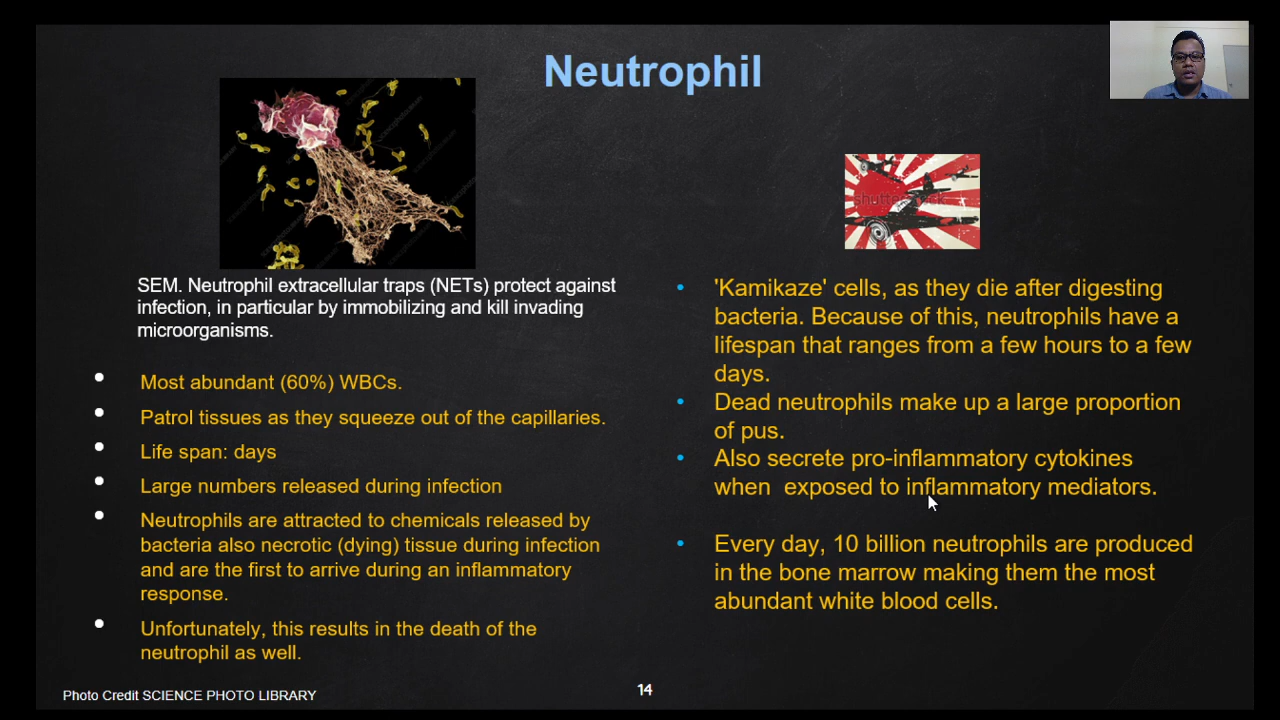 Neutrophil
shutterstock
SEM. Neutrophil extracellular traps (NETs) protect against
infection, in particular by immobilizing and kill invading
microorganisms.
• Most abundant (60%) WBCs.
• Patrol tissues as they squeeze out of the capillaries.
• Life span: days
• Large numbers released during infection
• Neutrophils are attracted to chemicals released by
bacteria also necrotic (dying) tissue during infection
and are the first to arrive during an inflammatory
response.
• Unfortunately, this results in the death of the
neutrophil as well.
• 'Kamikaze' cells, as they die after digesting
bacteria. Because of this, neutrophils have a
lifespan that ranges from a few hours to a few
days.
• Dead neutrophils make up a large proportion
of pus.
• Also secrete pro-inflammatory cytokines
when  exposed to inflammatory mediators.
• Every day, 10 billion neutrophils are produced
in the bone marrow making them the most
abundant white blood cells.
Photo Credit SCIENCE PHOTO LIBRARY
14